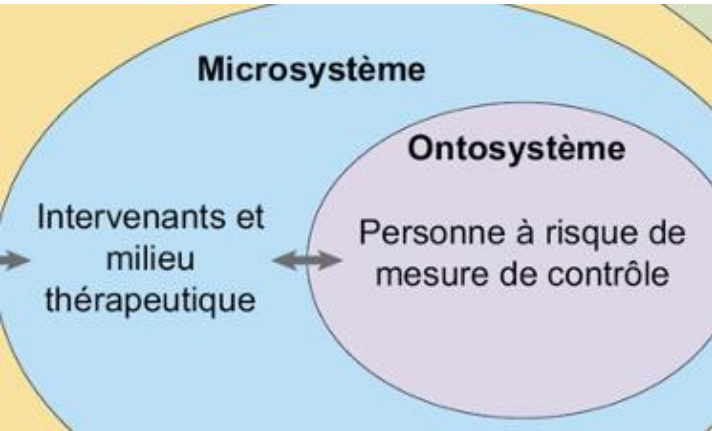 Microsystème
Ontosystème
Intervenants et
milieu
thérapeutique
Personne à risque de
mesure de contrôle